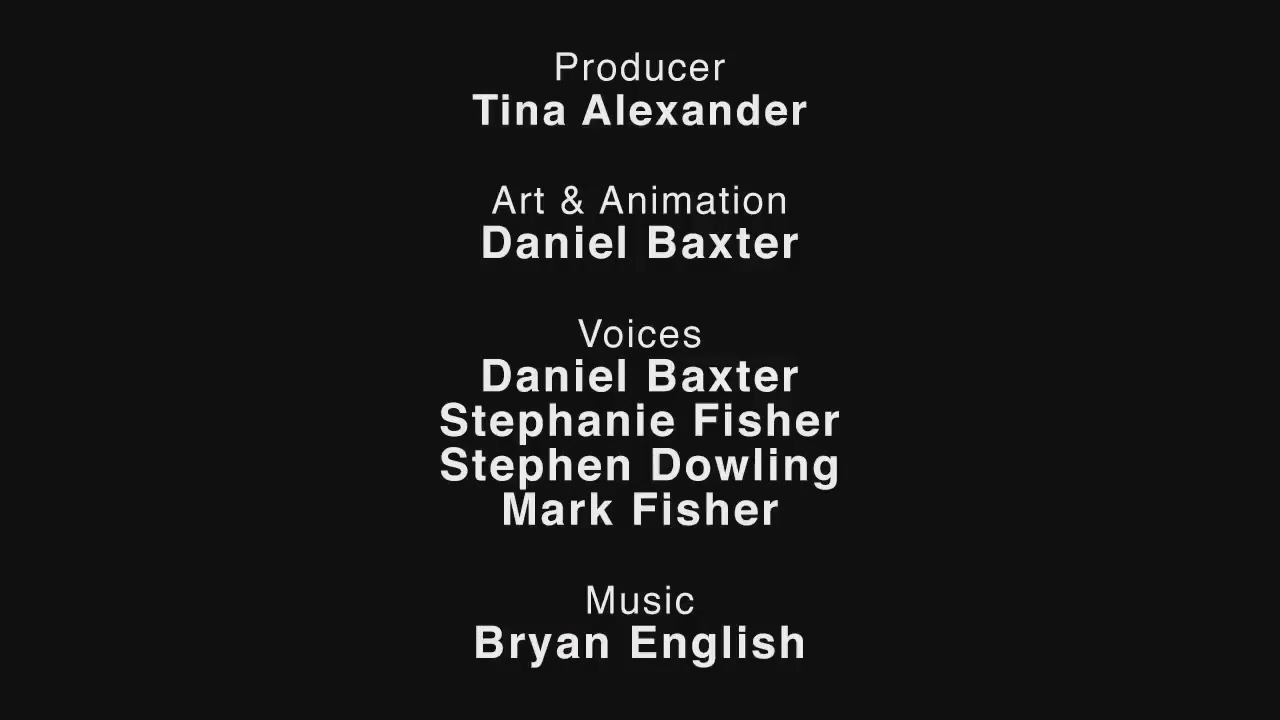 Producer
Tina Alexander
Art & Animation
Daniel Baxter
Voices
Daniel Baxter
Stephanie Fisher
Stephen Dowling
Mark Fisher
Music
Bryan English